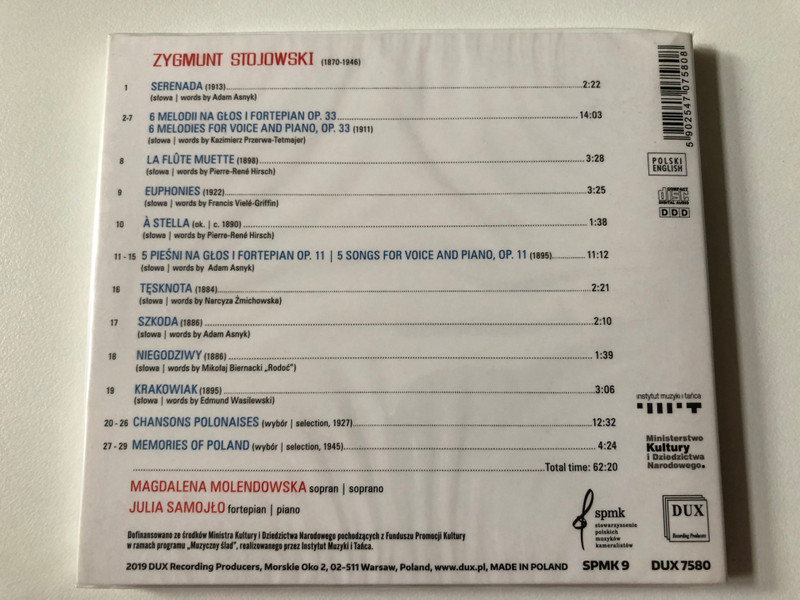 ZYGMUNT STOJOWSKI (1870-1946)
1 SERENADA (1913) 2:22
(słowa | words by Adam Asnyk)
2-7 6 MELODII NA GŁOS I FORTEPIAN OP. 33 14:03
6 MELODIES FOR VOICE AND PIANO, OP. 33 (1911)
(słowa | words by Kazimierz Przerwa-Tetmajer)
8 LA FLÛTE MUETTE (1898) 3:28
(słowa | words by Pierre-René Hirsch)
9 EUPHONIES (1922) 3:25
(słowa | words by Francis Vielé-Griffin)
10 À STELLA (ok. | c. 1890) 1:38
(słowa | words by Pierre-René Hirsch)
11 - 15 5 PIEŚNI NA GŁOS I FORTEPIAN OP. 11 | 5 SONGS FOR VOICE AND PIANO, OP. 11 (1895) 11:12
(słowa | words by Adam Asnyk)
16 TĘSKNOTA (1884) 2:21
(słowa | words by Narcyza Żmichowska)
17 SZKODA (1886) 2:10
(słowa | words by Adam Asnyk)
18 NIEGODZIWY (1886) 1:39
(słowa | words by Mikołaj Biernacki „Rodoć")
19 KRAKOWIAK (1895) 3:06
(słowa | words by Edmund Wasilewski)
20 - 26 CHANSONS POLONAISES (wybór | selection, 1927) 12:32
27 - 29 MEMORIES OF POLAND (wybór | selection, 1945) 4:24
Total time: 62:20
MAGDALENA MOLENDOWSKA sopran | soprano
JULIA SAMOJŁO fortepian | piano
Dofinansowano ze środków Ministra Kultury i Dziedzictwa Narodowego pochodzących z Funduszu Promocji Kultury
w ramach programu „Muzyczny ślad", realizowanego przez Instytut Muzyki i Tańca.
2019 DUX Recording Producers, Morskie Oko 2, 02-511 Warsaw, Poland, www.dux.pl, MADE IN POLAND
SPMK 9
DUX 7580
5 902547 075808
POLSKI
ENGLISH
COMPACT
disc
DIGITAL AUDIO
DDD
instytut muzyki i tańca
Ministerstwo
Kultury
i Dziedzictwa
Narodowego.
spmk
stowarzyszenie
polskich
muzyków
kameralistów
DUX
Recording Producers